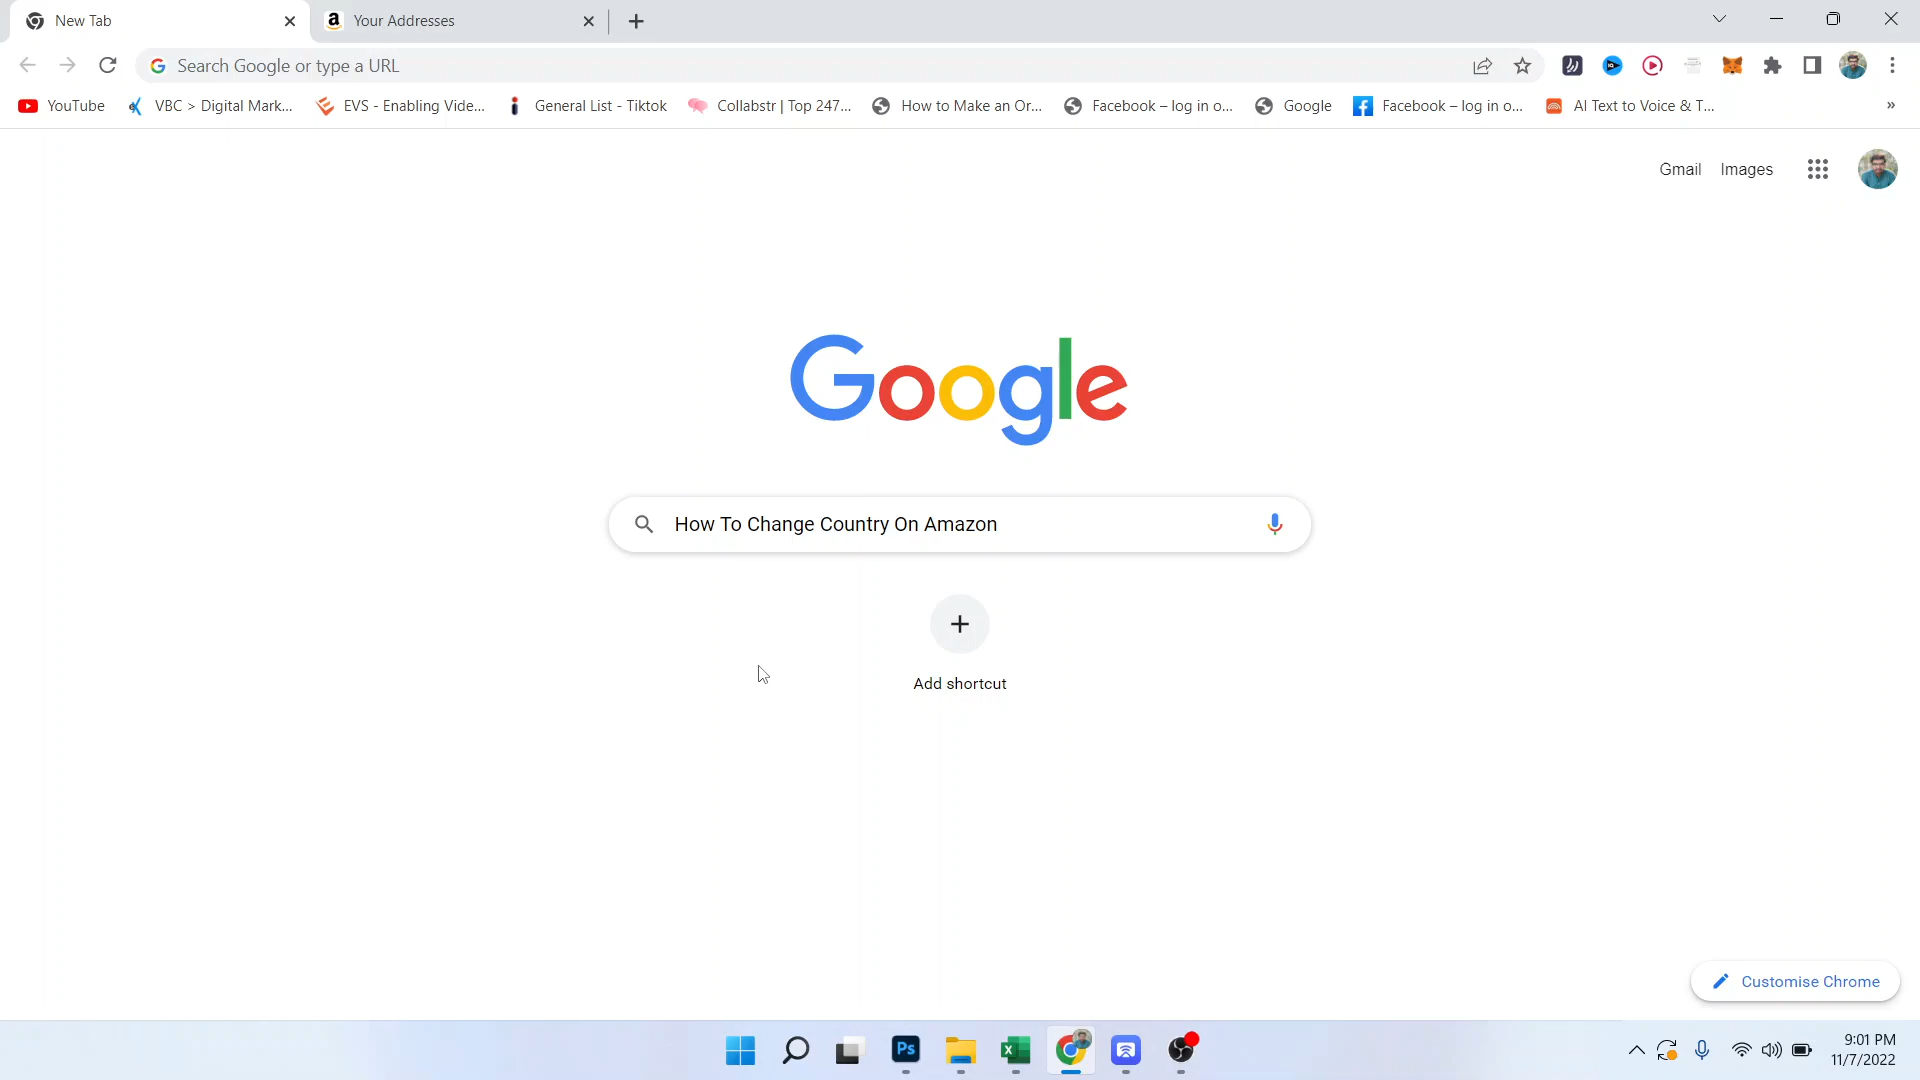 New Tab
a Your Addresses
Search Google or type a URL
YouTube
VBC > Digital Mark...
EVS - Enabling Vide...
General List - Tiktok
Collabstr | Top 247...
How to Make an Or...
Facebook – log in o...
Google
Facebook – log in o...
AI Text to Voice & T...
»
Gmail Images
Google
How To Change Country On Amazon
Add shortcut
Customise Chrome
Ps
9:01 PM
11/7/2022